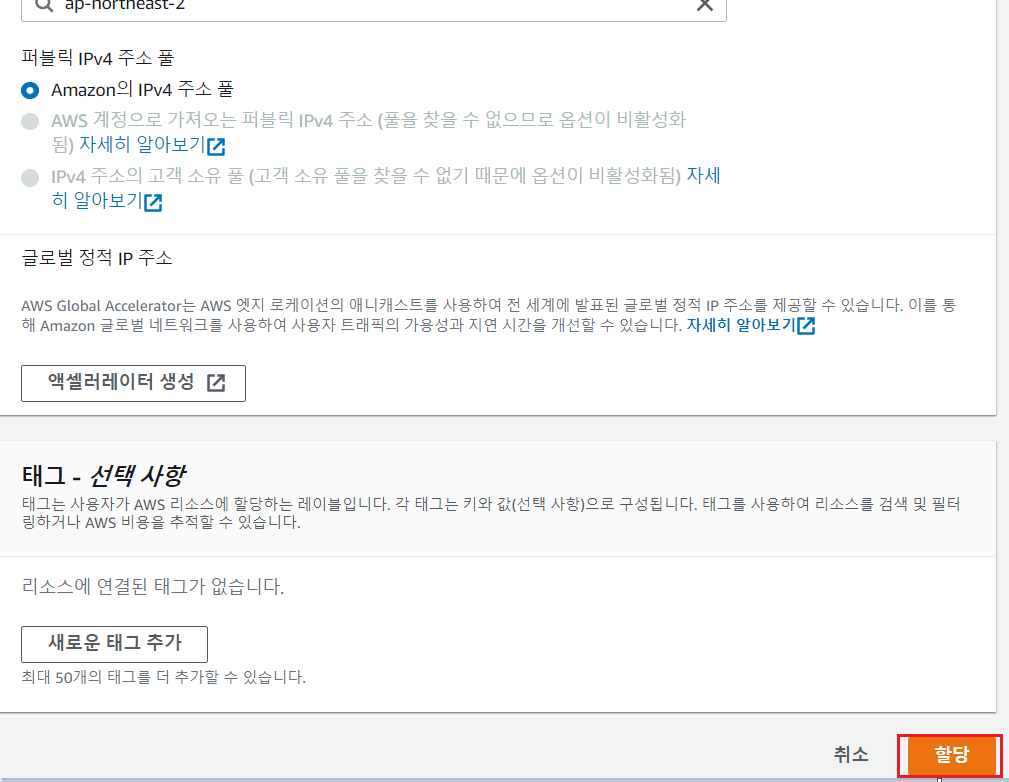 ap-northeast-2
퍼블릭 IPv4 주소 풀
Amazon의 IPv4 주소 풀
AWS 계정으로 가져오는 퍼블릭 IPv4 주소 (풀을 찾을 수 없으므로 옵션이 비활성화
됨) 자세히 알아보기
IPv4 주소의 고객 소유 풀 (고객 소유 풀을 찾을 수 없기 때문에 옵션이 비활성화됨) 자세
히 알아보기
글로벌 정적 IP 주소
AWS Global Accelerator는 AWS 엣지 로케이션의 애니캐스트를 사용하여 전 세계에 발표된 글로벌 정적 IP 주소를 제공할 수 있습니다. 이를 통
해 Amazon 글로벌 네트워크를 사용하여 사용자 트래픽의 가용성과 지연 시간을 개선할 수 있습니다. 자세히 알아보기
액셀러레이터 생성
태그 - 선택 사항
태그는 사용자가 AWS 리소스에 할당하는 레이블입니다. 각 태그는 키와 값(선택 사항)으로 구성됩니다. 태그를 사용하여 리소스를 검색 및 필터
링하거나 AWS 비용을 추적할 수 있습니다.
리소스에 연결된 태그가 없습니다.
새로운 태그 추가
최대 50개의 태그를 더 추가할 수 있습니다.
취소
할당